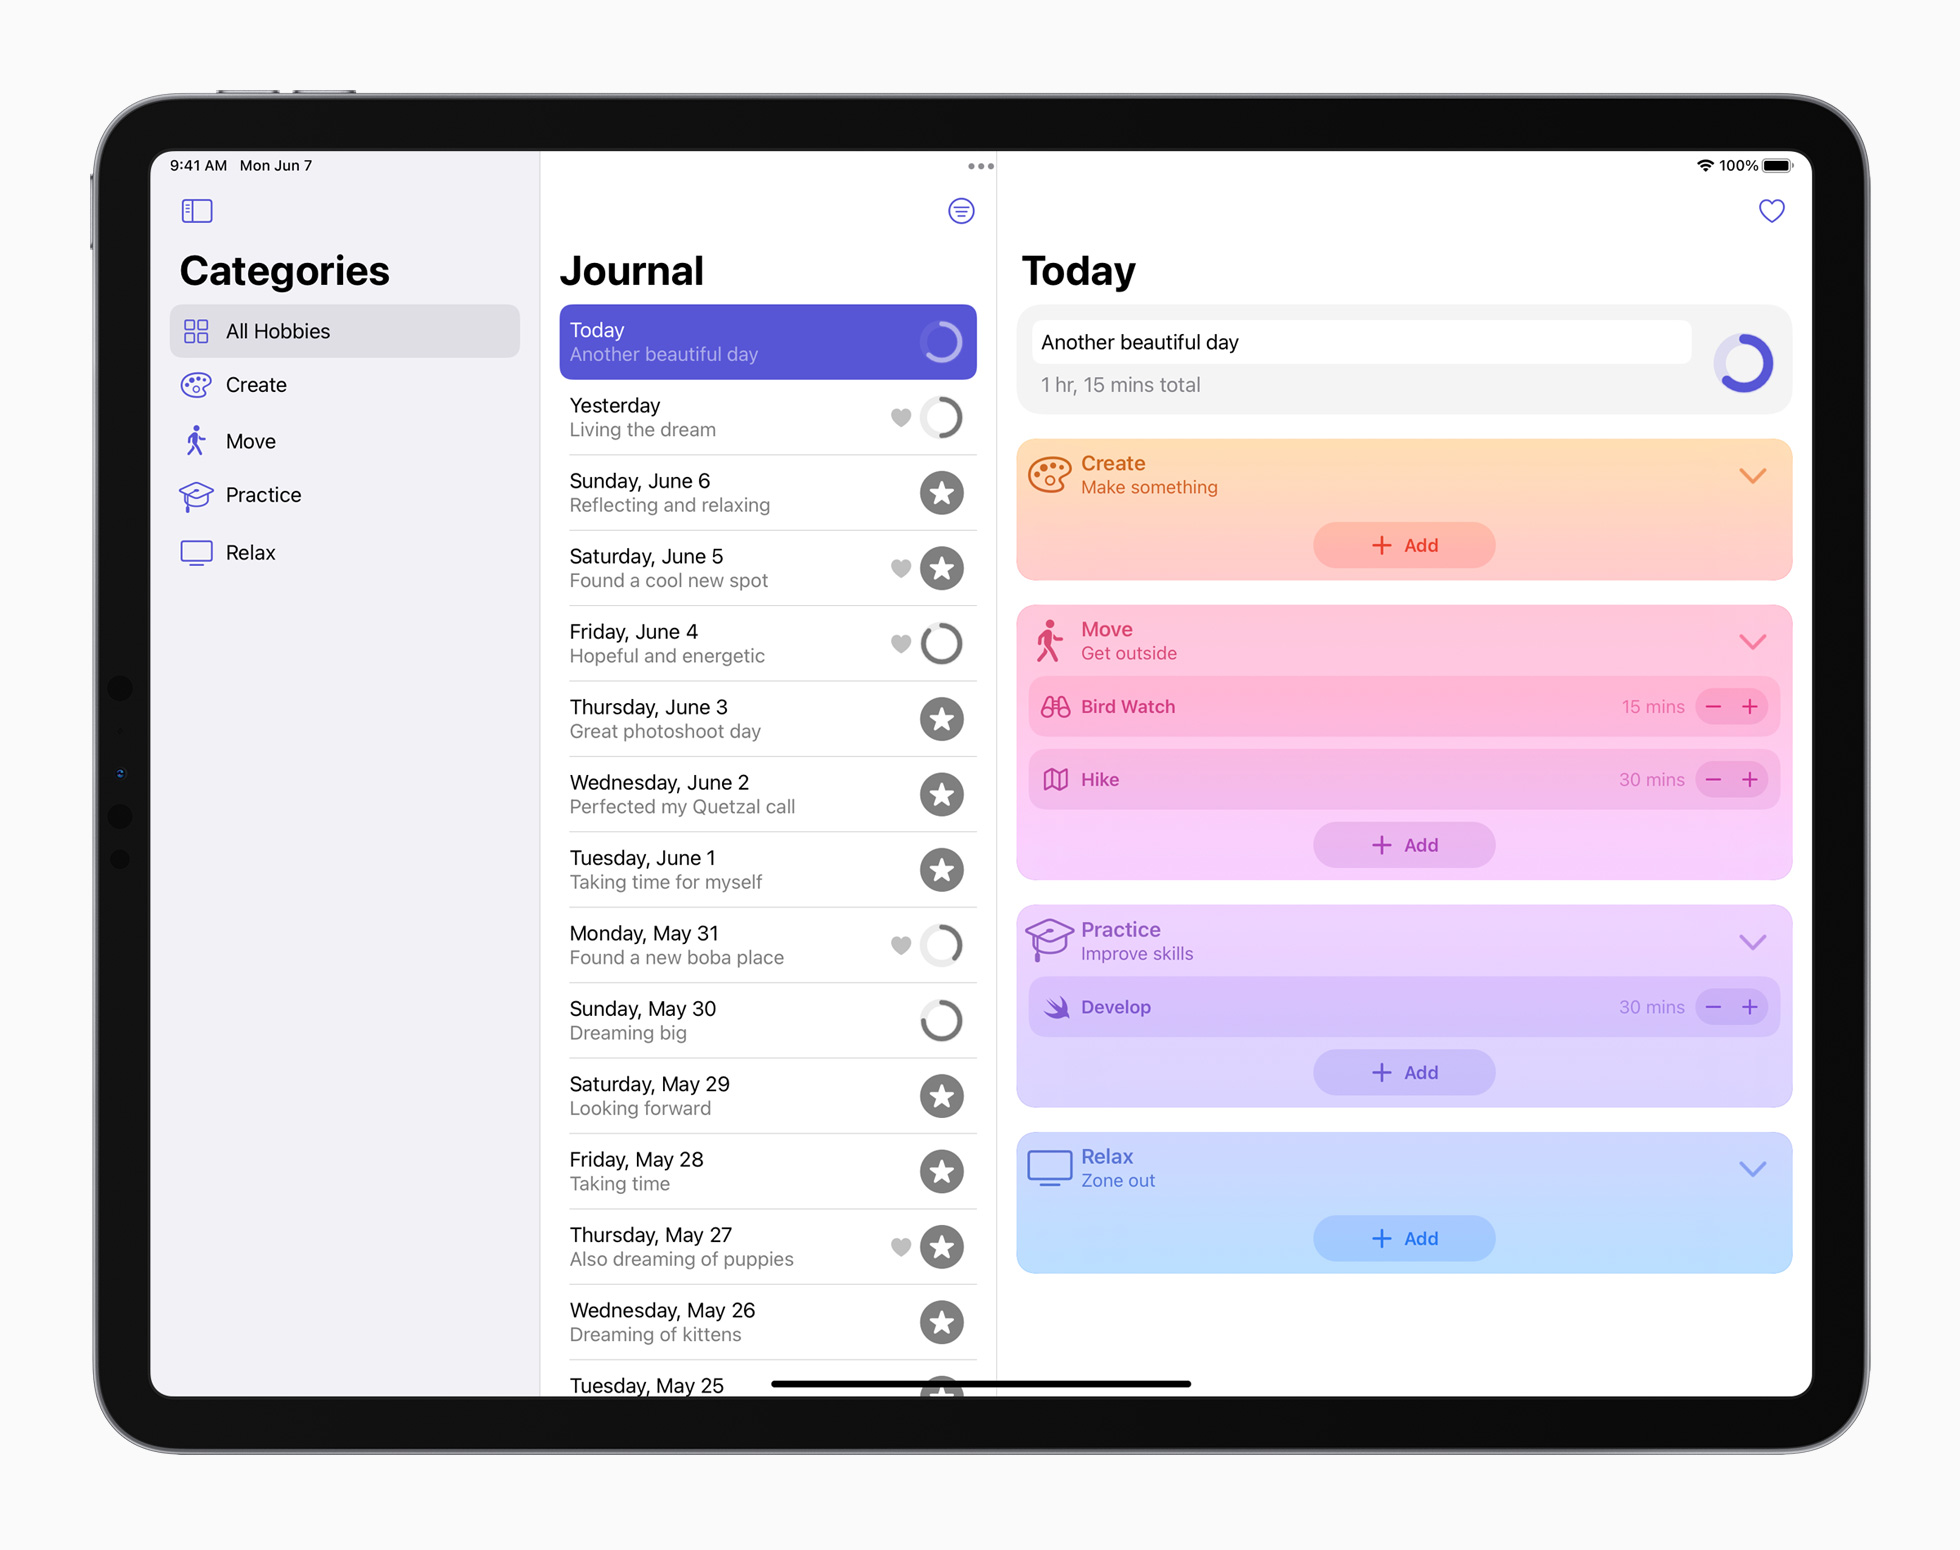 9:41 AM Mon Jun 7
100%
Categories
All Hobbies
Create
Move
Practice
Relax
Journal
Today
Another beautiful day
Yesterday
Living the dream
Sunday, June 6
Reflecting and relaxing
Saturday, June 5
Found a cool new spot
Friday, June 4
Hopeful and energetic
Thursday, June 3
Great photoshoot day
Wednesday, June 2
Perfected my Quetzal call
Tuesday, June 1
Taking time for myself
Monday, May 31
Found a new boba place
Sunday, May 30
Dreaming big
Saturday, May 29
Looking forward
Friday, May 28
Taking time
Thursday, May 27
Also dreaming of puppies
Wednesday, May 26
Dreaming of kittens
Tuesday, May 25
Today
Another beautiful day
1 hr, 15 mins total
Create
Make something
+ Add
Move
Get outside
Bird Watch 15 mins − +
Hike 30 mins − +
+ Add
Practice
Improve skills
Develop 30 mins − +
+ Add
Relax
Zone out
+ Add